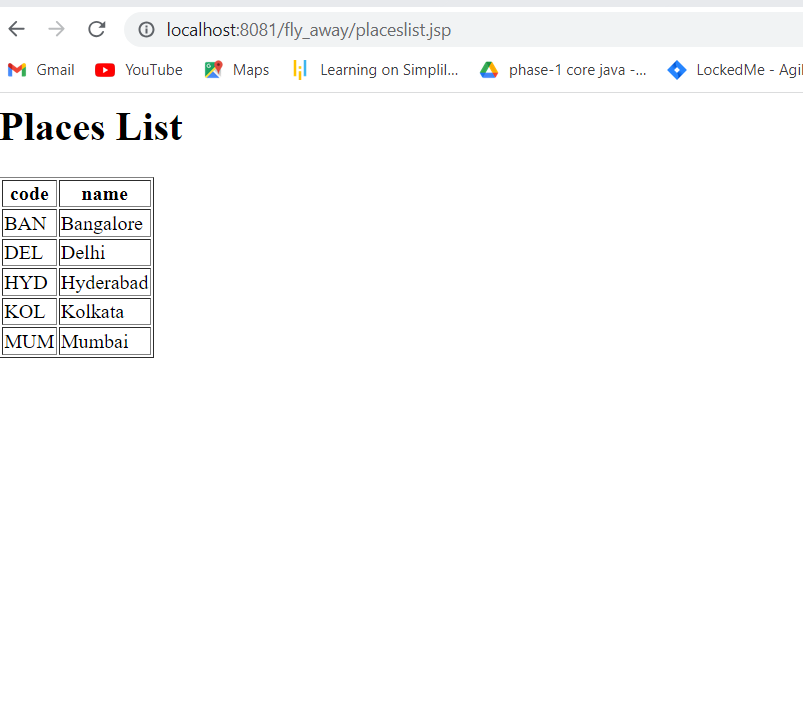 localhost:8081/fly_away/placeslist.jsp
Gmail YouTube Maps Learning on Simplil... phase-1 core java -... LockedMe - Agil
Places List
code name
BAN Bangalore
DEL Delhi
HYD Hyderabad
KOL Kolkata
MUM Mumbai